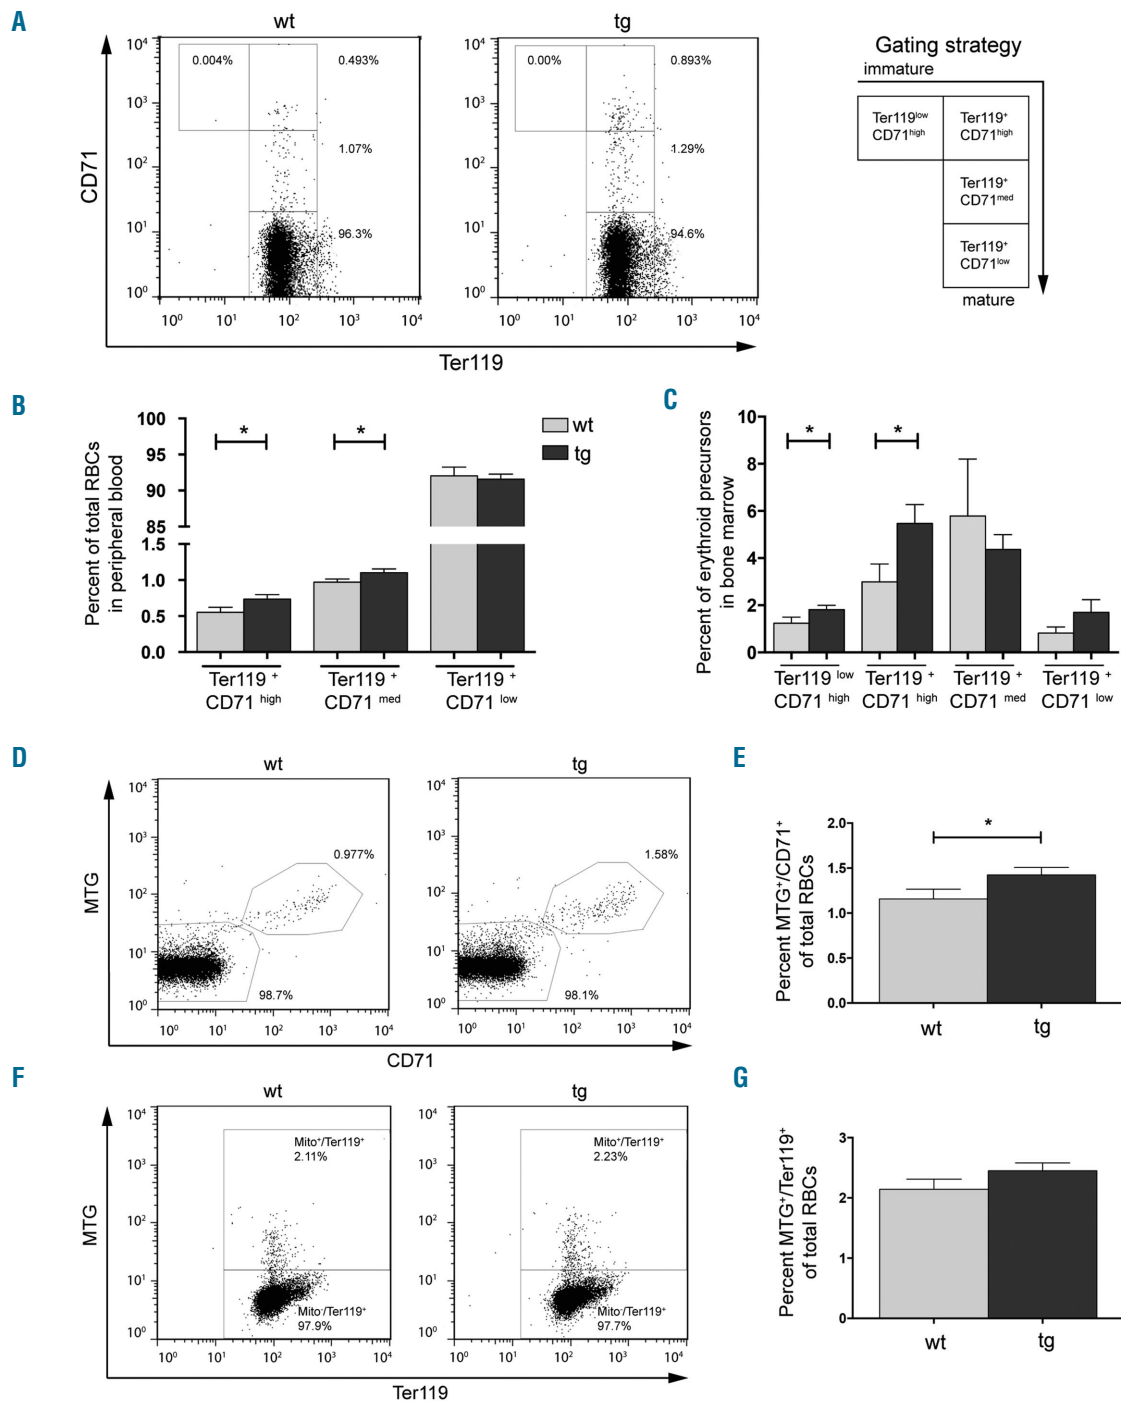 A
wt
tg
Gating strategy
immature
10⁴
10³
10²
10¹
10⁰
0.004%
0.493%
1.07%
96.3%
10⁰ 10¹ 10² 10³ 10⁴
10⁴
10³
10²
10¹
10⁰
0.00%
0.893%
1.29%
94.6%
10⁰ 10¹ 10² 10³ 10⁴
CD71
Ter119
Ter119low
CD71high
Ter119+
CD71high
Ter119+
CD71med
Ter119+
CD71low
mature
B
Percent of total RBCs
in peripheral blood
100
95
90
85
1.5
1.0
0.5
0.0
*
*
wt
tg
Ter119 +
CD71 high
Ter119 +
CD71 med
Ter119 +
CD71 low
C
Percent of erythroid precursors
in bone marrow
10
8
6
4
2
0
*
*
Ter119 low
CD71 high
Ter119 +
CD71 high
Ter119 +
CD71 med
Ter119 +
CD71 low
D
wt
tg
MTG
10⁴
10³
10²
10¹
10⁰
0.977%
98.7%
10⁰ 10¹ 10² 10³ 10⁴
10⁴
10³
10²
10¹
10⁰
1.58%
98.1%
10⁰ 10¹ 10² 10³ 10⁴
CD71
E
Percent MTG+/CD71+
of total RBCs
2.0
1.5
1.0
0.5
0.0
*
wt
tg
F
wt
tg
MTG
10⁴
10³
10²
10¹
10⁰
Mito+/Ter119+
2.11%
Mito-/Ter119+
97.9%
10⁰ 10¹ 10² 10³ 10⁴
10⁴
10³
10²
10¹
10⁰
Mito+/Ter119+
2.23%
Mito-/Ter119+
97.7%
10⁰ 10¹ 10² 10³ 10⁴
Ter119
G
Percent MTG+/Ter119+
of total RBCs
3
2
1
0
wt
tg